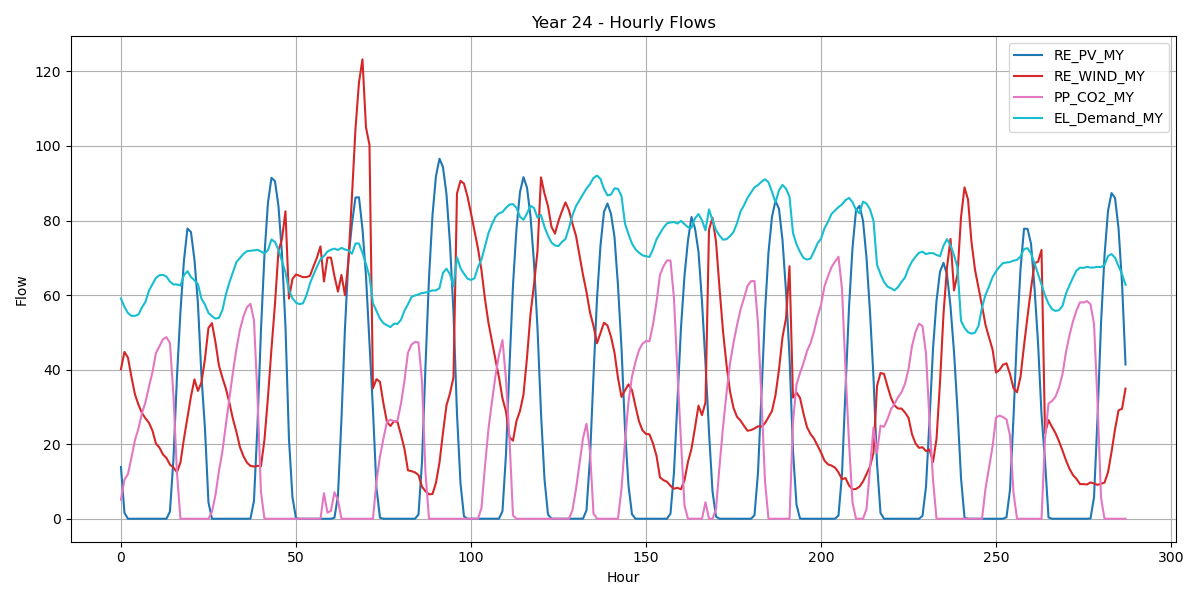 Year 24 - Hourly Flows
RE_PV_MY
RE_WIND_MY
PP_CO2_MY
EL_Demand_MY
120
100
80
60
40
20
0
Flow
0 50 100 150 200 250 300
Hour